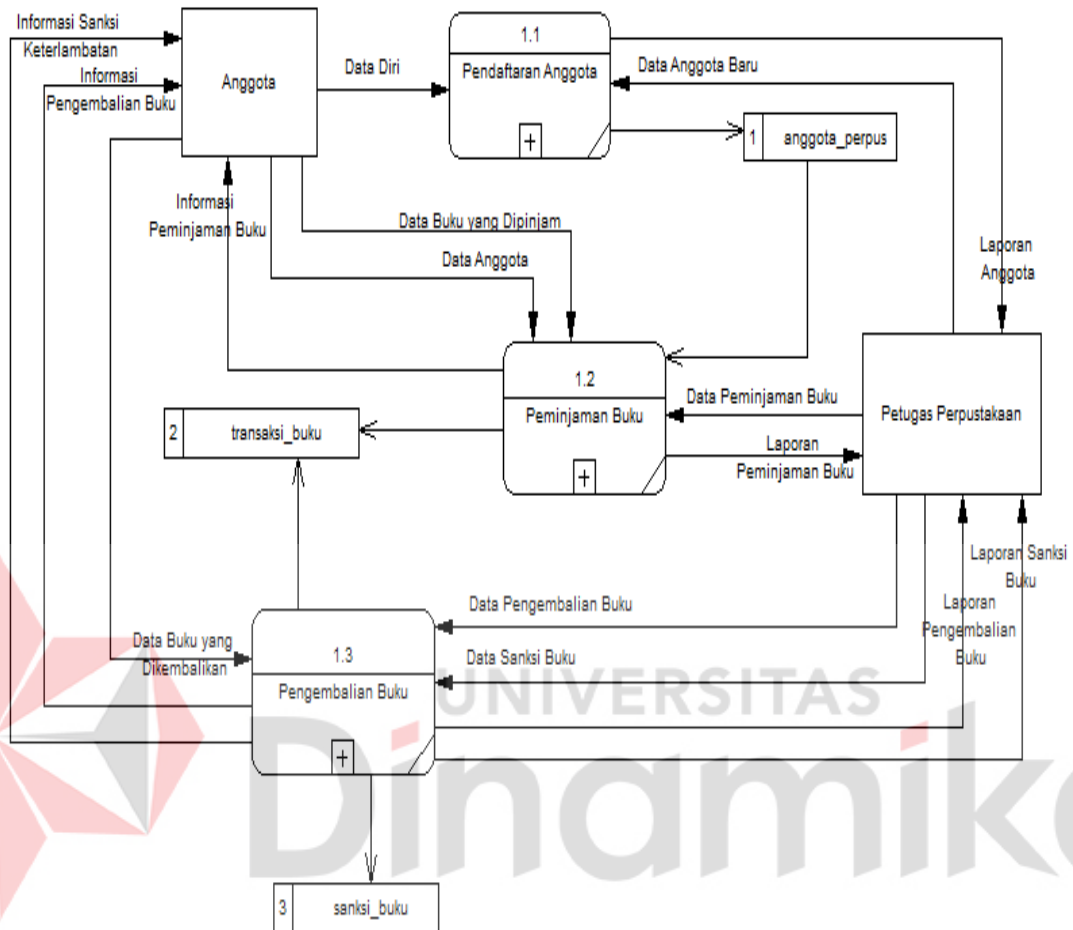 Informasi Sanksi
Keterlambatan
Informasi
Pengembalian Buku
Anggota
Data Diri
1.1
Pendaftaran Anggota
+
Data Anggota Baru
1
anggota_perpus
Informasi
Peminjaman Buku
Data Buku yang Dipinjam
Data Anggota
Laporan
Anggota
1.2
Peminjaman Buku
+
Data Peminjaman Buku
Laporan
Peminjaman Buku
Petugas Perpustakaan
2
transaksi_buku
Laporan Sanksi
Buku
Laporan
Pengembalian
Buku
Data Pengembalian Buku
Data Sanksi Buku
Data Buku yang
Dikembalikan
1.3
Pengembalian Buku
+
3
sanksi_buku
UNIVERSITAS
Dinamika